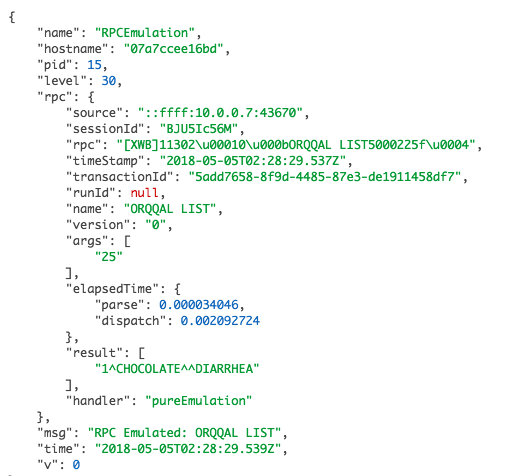 {
"name": "RPCEmulation",
"hostname": "07a7ccee16bd",
"pid": 15,
"level": 30,
"rpc": {
"source": "::ffff:10.0.0.7:43670",
"sessionId": "BJU5Ic56M",
"rpc": "[XWB]11302\u00010\u000bORQQAL LIST5000225f\u0004",
"timeStamp": "2018-05-05T02:28:29.537Z",
"transactionId": "5add7658-8f9d-4485-87e3-de1911458df7",
"runId": null,
"name": "ORQQAL LIST",
"version": "0",
"args": [
"25"
],
"elapsedTime": {
"parse": 0.000034046,
"dispatch": 0.002092724
},
"result": [
"1^CHOCOLATE^^DIARRHEA"
],
"handler": "pureEmulation"
},
"msg": "RPC Emulated: ORQQAL LIST",
"time": "2018-05-05T02:28:29.539Z",
"v": 0